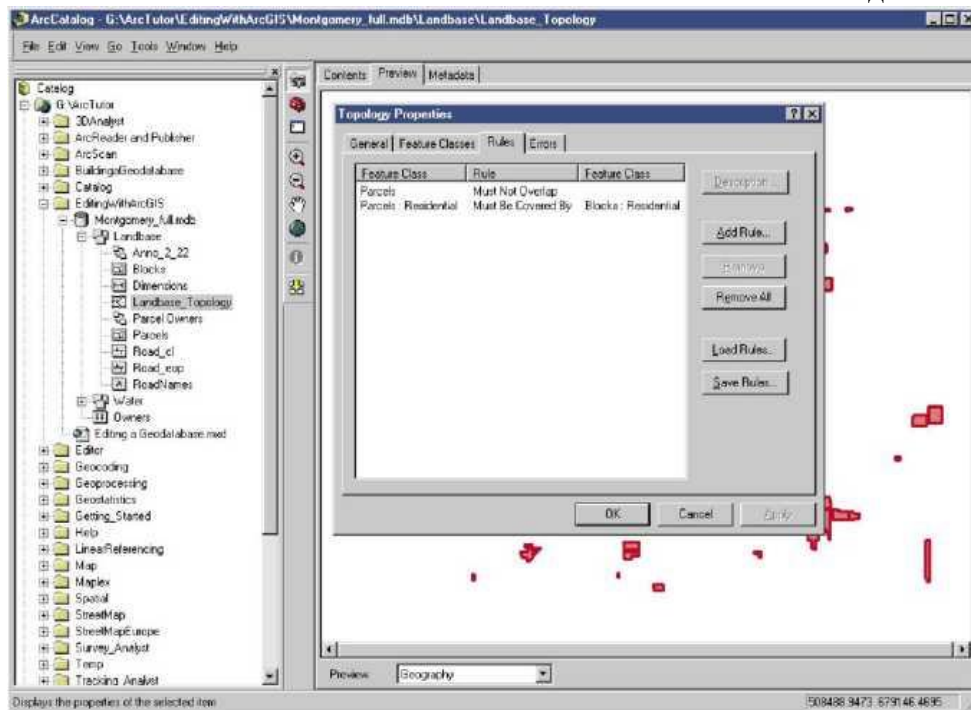 ArcCatalog - G:\ArcTutor\EditingWithArcGIS\Montgomery_full.mdb\Landbase\Landbase_Topology
File Edit View Go Tools Window Help
Catalog
G:\ArcTutor
3DAnalyst
ArcReader and Publisher
ArcScan
BuildingaGeodatabase
Catalog
EditingWithArcGIS
Montgomery_full.mdb
Landbase
Anno_2_22
Blocks
Dimensions
Landbase_Topology
Parcel Owners
Parcels
Road_cl
Road_eop
RoadNames
Water
Owners
Editing a Geodatabase.mxd
Editor
Geocoding
Geoprocessing
Geostatistics
Getting_Started
Help
LinearReferencing
Map
Maplex
Spatial
StreetMap
StreetMapEurope
Survey_Analyst
Temp
Tracking Analyst
Contents Preview Metadata
Topology Properties
General Feature Classes Rules Errors
Feature Class Rule Feature Class
Parcels Must Not Overlap
Parcels : Residential Must Be Covered By Blocks : Residential
Description...
Add Rule...
Remove
Remove All
Load Rules...
Save Rules...
OK Cancel Apply
Preview: Geography
Displays the properties of the selected item
508488.9473 679146.4695